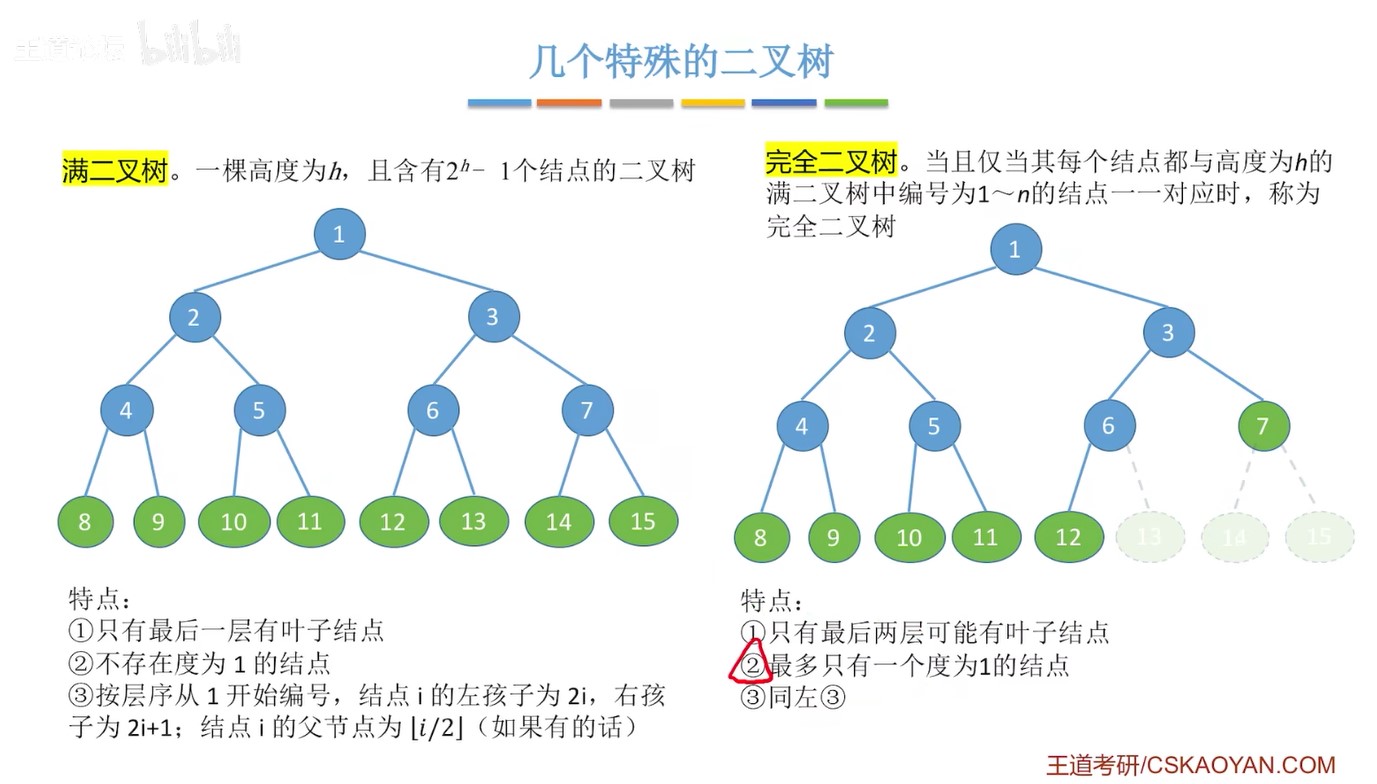 王道论坛 bilibili
几个特殊的二叉树
满二叉树。一棵高度为h，且含有2ʰ− 1个结点的二叉树
1
2 3
4 5 6 7
8 9 10 11 12 13 14 15
特点：
①只有最后一层有叶子结点
②不存在度为 1 的结点
③按层序从 1 开始编号，结点 i 的左孩子为 2i，右孩
子为 2i+1；结点 i 的父节点为 ⌊i/2⌋（如果有的话）
完全二叉树。当且仅当其每个结点都与高度为h的
满二叉树中编号为1～n的结点一一对应时，称为
完全二叉树
1
2 3
4 5 6 7
8 9 10 11 12 13 14 15
特点：
①只有最后两层可能有叶子结点
②最多只有一个度为1的结点
③同左③
王道考研/CSKAOYAN.COM